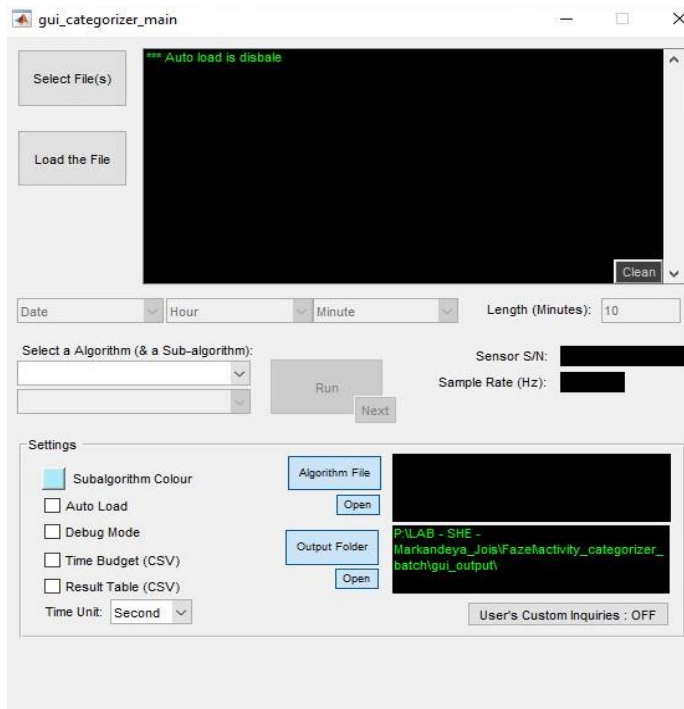 gui_categorizer_main
Select File(s)
*** Auto load is disbale
Load the File
Clean
Date
Hour
Minute
Length (Minutes):
10
Select a Algorithm (& a Sub-algorithm):
Run
Next
Sensor S/N:
Sample Rate (Hz):
Settings
Subalgorithm Colour
Auto Load
Debug Mode
Time Budget (CSV)
Result Table (CSV)
Time Unit:
Second
Algorithm File
Open
Output Folder
Open
P:\LAB - SHE -
Markandeya_Jois\Fazel\activity_categorizer_
batch\gui_output\
User's Custom Inquiries : OFF